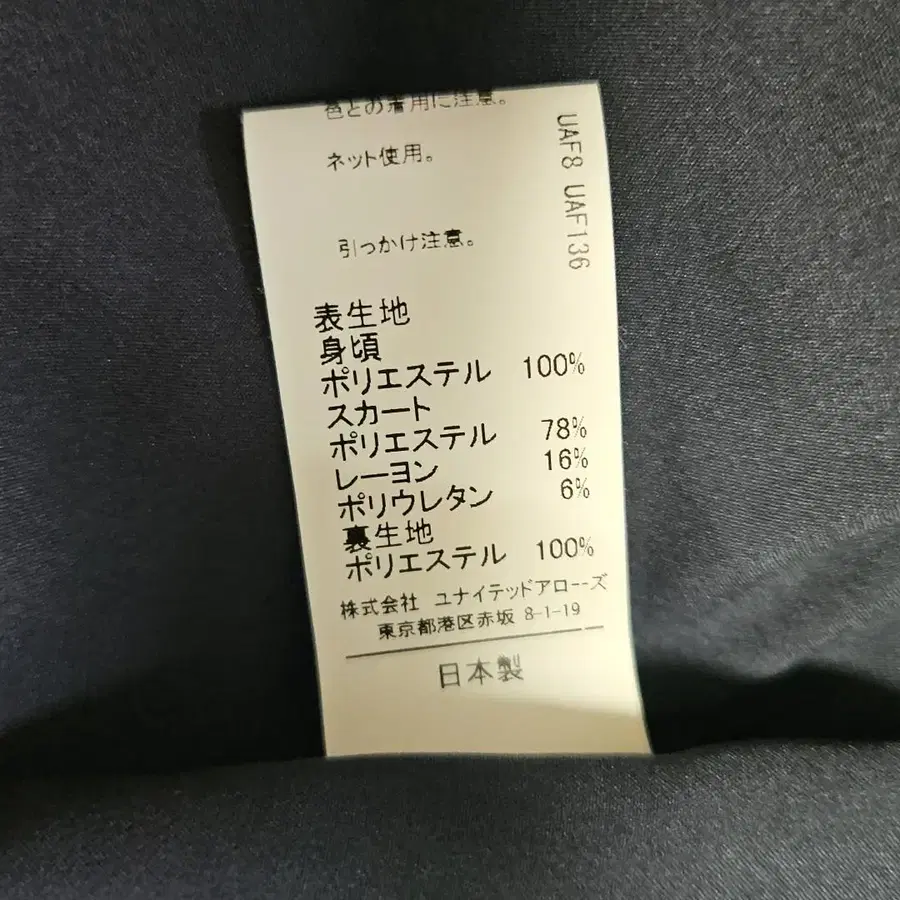 色との着用に注意。
ネット使用。
引っかけ注意。
UAF8 UAF136
表生地
身頃
ポリエステル 100%
スカート
ポリエステル 78%
レーヨン 16%
ポリウレタン 6%
裏生地
ポリエステル 100%
株式会社 ユナイテッドアローズ
東京都港区赤坂 8-1-19
日本製